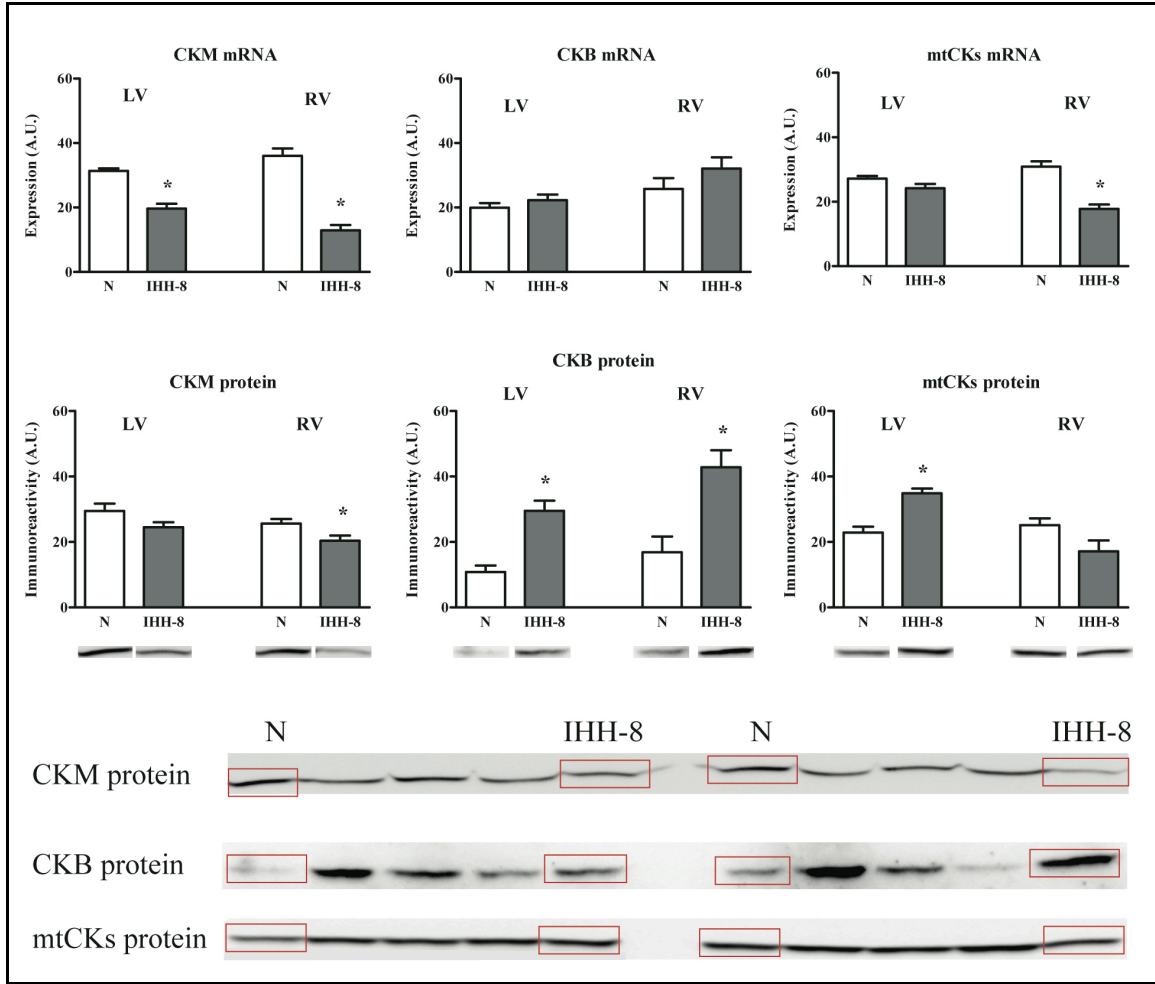 CKM mRNA
CKB mRNA
mtCKs mRNA
60
40
20
0
Expression (A.U.)
LV
RV
*
*
N
IHH-8
N
IHH-8
60
40
20
0
Expression (A.U.)
LV
RV
N
IHH-8
N
IHH-8
60
40
20
0
Expression (A.U.)
LV
RV
*
N
IHH-8
N
IHH-8
CKM protein
60
40
20
0
Immunoreactivity (A.U.)
LV
RV
*
N
IHH-8
N
IHH-8
CKB protein
60
40
20
0
Immunoreactivity (A.U.)
LV
RV
*
*
N
IHH-8
N
IHH-8
mtCKs protein
60
40
20
0
Immunoreactivity (A.U.)
LV
RV
*
N
IHH-8
N
IHH-8
N IHH-8 N IHH-8
CKM protein
CKB protein
mtCKs protein